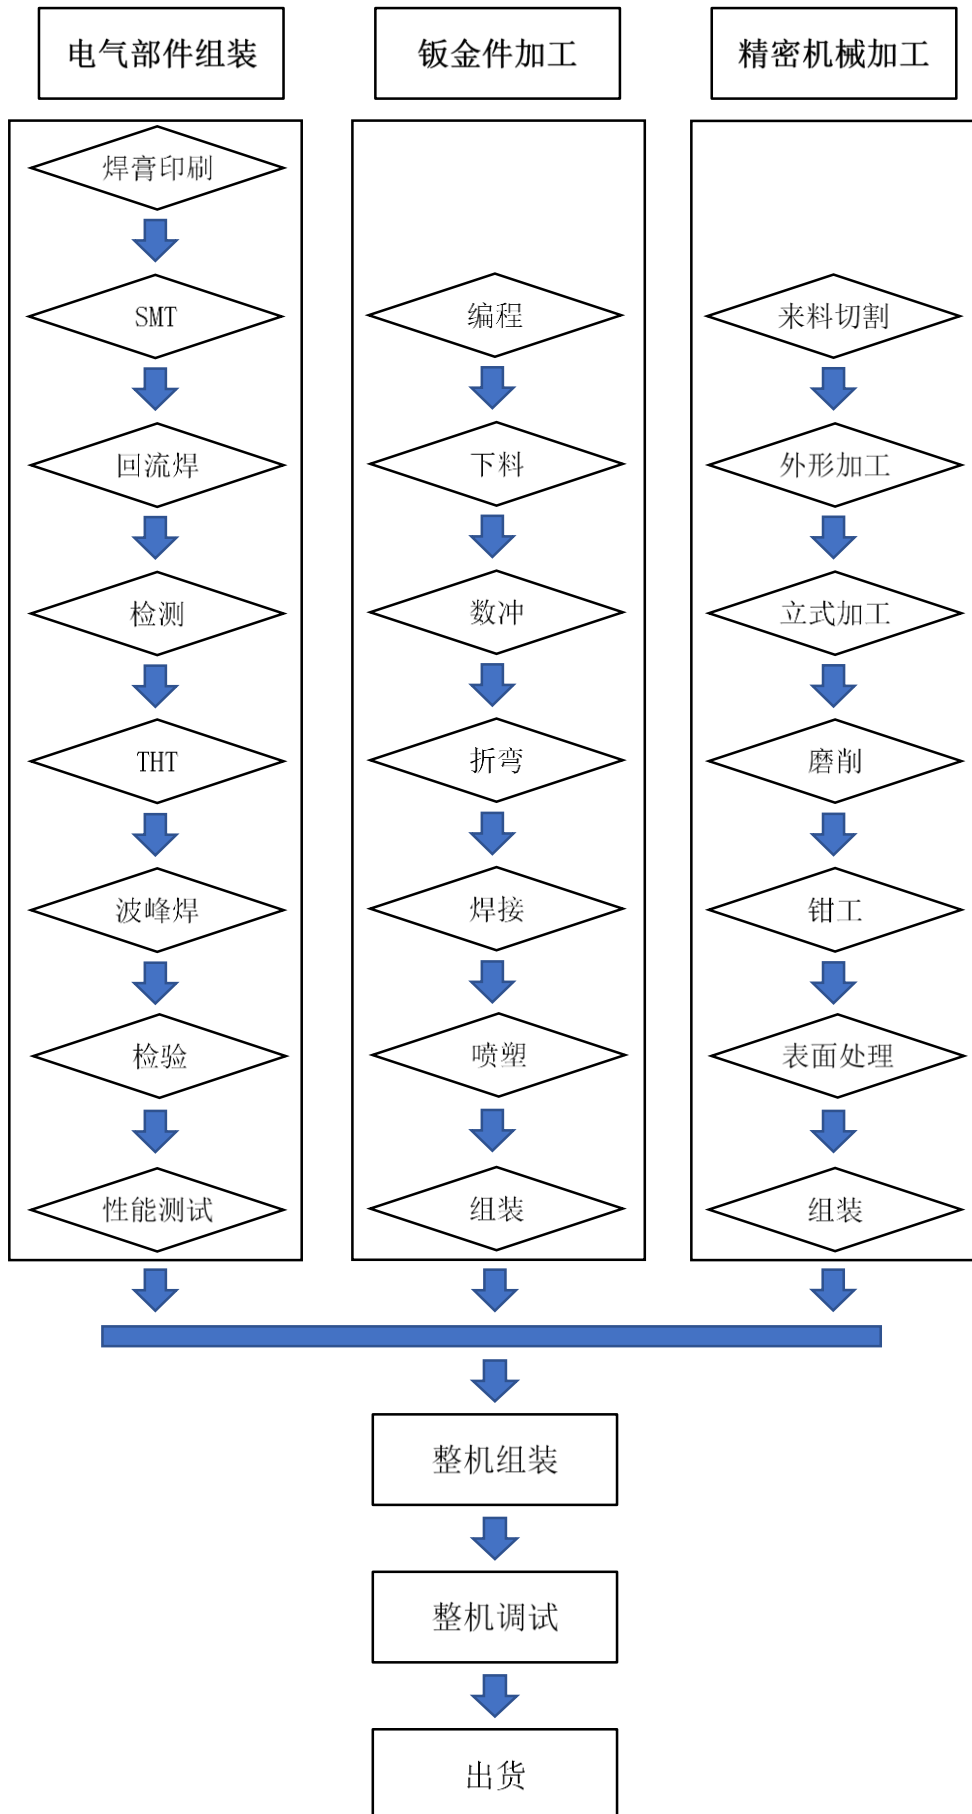 电气部件组装
钣金件加工
精密机械加工
焊膏印刷
SMT
回流焊
检测
THT
波峰焊
检验
性能测试
编程
下料
数冲
折弯
焊接
喷塑
组装
来料切割
外形加工
立式加工
磨削
钳工
表面处理
组装
整机组装
整机调试
出货